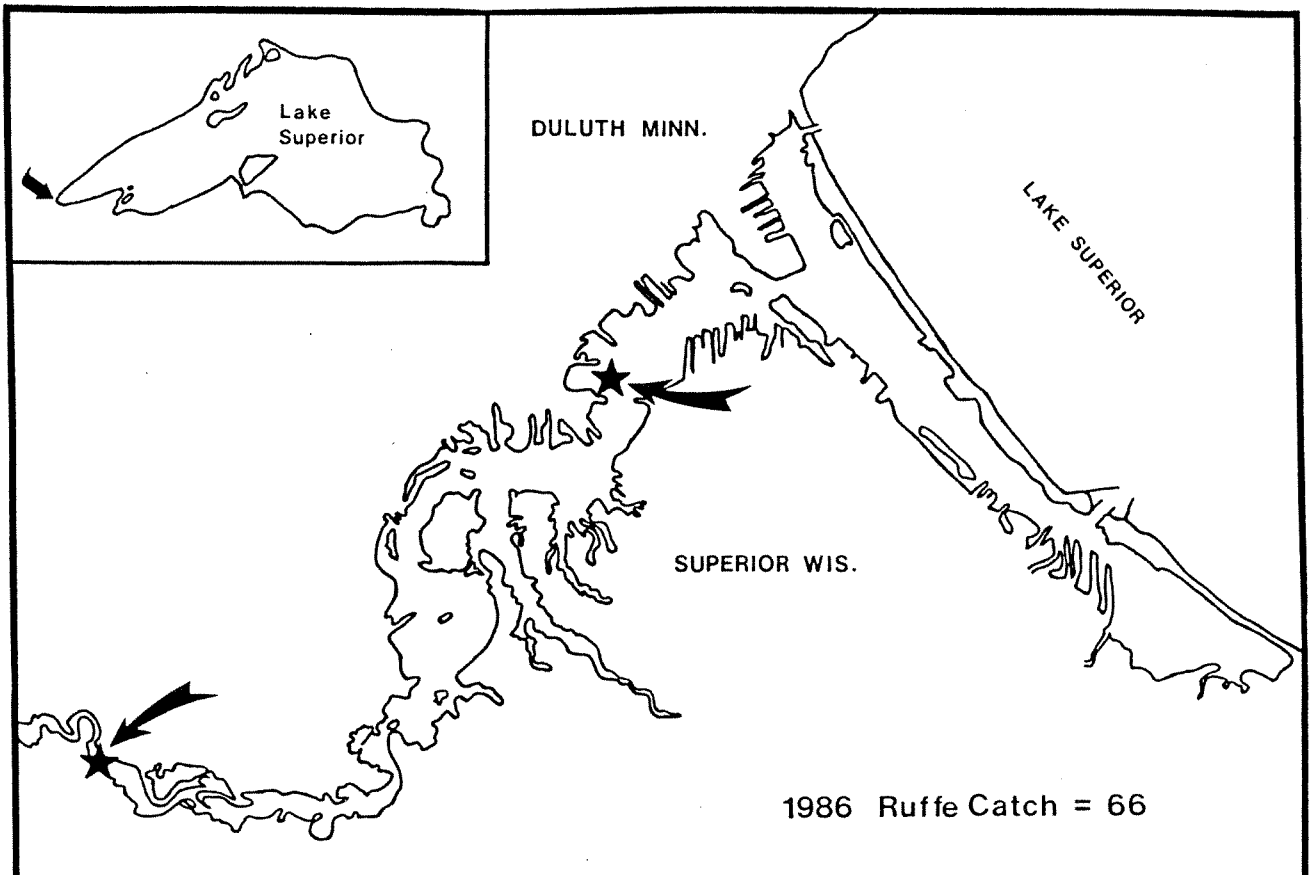 Lake
Superior
DULUTH MINN.
LAKE SUPERIOR
SUPERIOR WIS.
1986 Ruffe Catch = 66